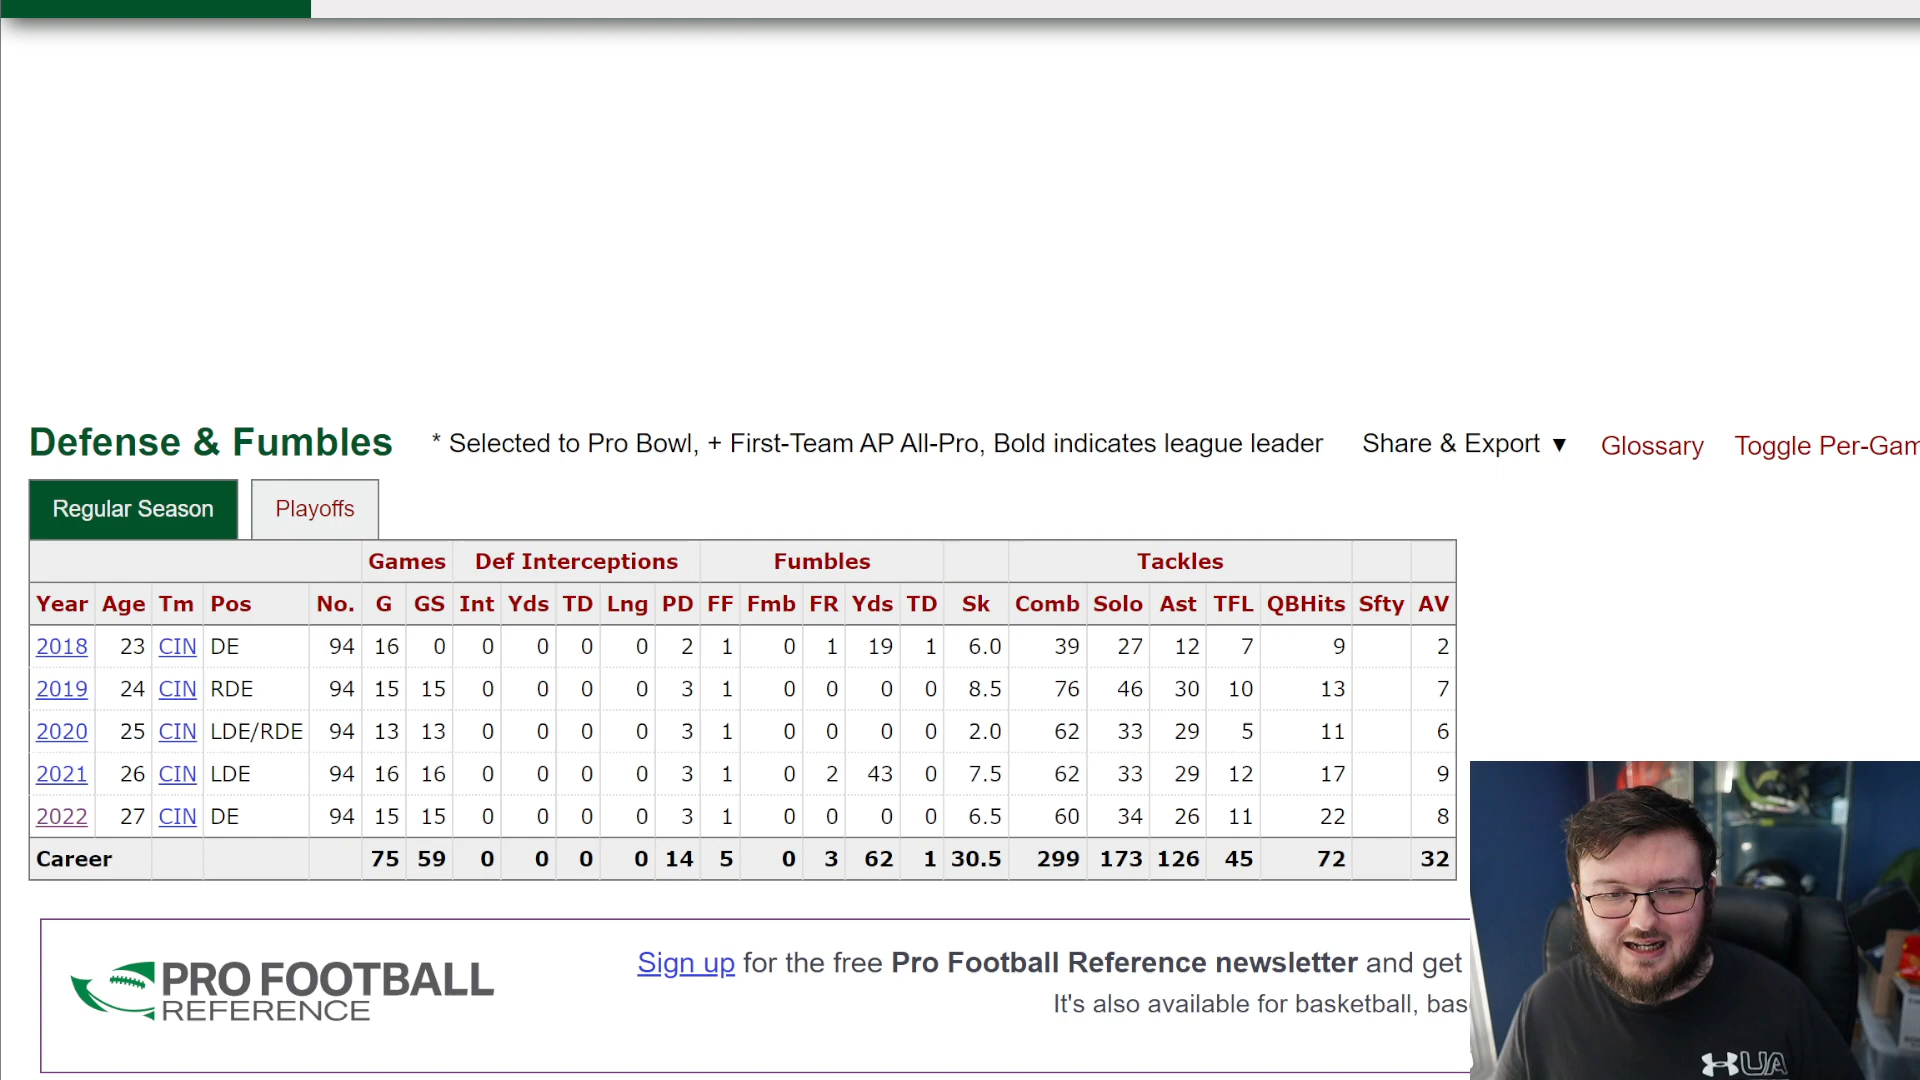 Defense & Fumbles * Selected to Pro Bowl, + First-Team AP All-Pro, Bold indicates league leader Share & Export ▼ Glossary Toggle Per-Gam
Regular Season Playoffs
Games Def Interceptions Fumbles Tackles
Year Age Tm Pos No. G GS Int Yds TD Lng PD FF Fmb FR Yds TD Sk Comb Solo Ast TFL QBHits Sfty AV
2018 23 CIN DE 94 16 0 0 0 0 0 2 1 0 1 19 1 6.0 39 27 12 7 9 2
2019 24 CIN RDE 94 15 15 0 0 0 0 3 1 0 0 0 0 8.5 76 46 30 10 13 7
2020 25 CIN LDE/RDE 94 13 13 0 0 0 0 3 1 0 0 0 0 2.0 62 33 29 5 11 6
2021 26 CIN LDE 94 16 16 0 0 0 0 3 1 0 2 43 0 7.5 62 33 29 12 17 9
2022 27 CIN DE 94 15 15 0 0 0 0 3 1 0 0 0 0 6.5 60 34 26 11 22 8
Career 75 59 0 0 0 0 14 5 0 3 62 1 30.5 299 173 126 45 72 32
PRO FOOTBALL
REFERENCE
Sign up for the free Pro Football Reference newsletter and get
It's also available for basketball, bas
UA